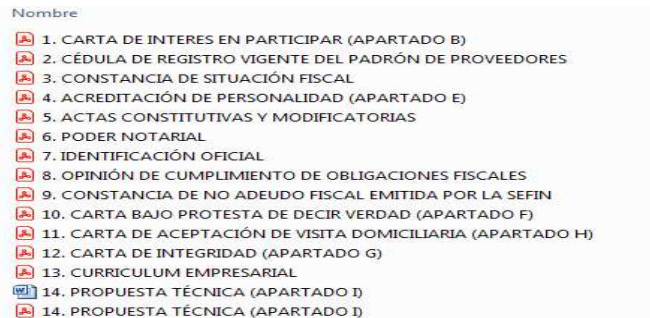 Nombre
1. CARTA DE INTERES EN PARTICIPAR (APARTADO B)
2. CÉDULA DE REGISTRO VIGENTE DEL PADRÓN DE PROVEEDORES
3. CONSTANCIA DE SITUACIÓN FISCAL
4. ACREDITACIÓN DE PERSONALIDAD (APARTADO E)
5. ACTAS CONSTITUTIVAS Y MODIFICATORIAS
6. PODER NOTARIAL
7. IDENTIFICACIÓN OFICIAL
8. OPINIÓN DE CUMPLIMIENTO DE OBLIGACIONES FISCALES
9. CONSTANCIA DE NO ADEUDO FISCAL EMITIDA POR LA SEFIN
10. CARTA BAJO PROTESTA DE DECIR VERDAD (APARTADO F)
11. CARTA DE ACEPTACIÓN DE VISITA DOMICILIARIA (APARTADO H)
12. CARTA DE INTEGRIDAD (APARTADO G)
13. CURRICULUM EMPRESARIAL
14. PROPUESTA TÉCNICA (APARTADO I)
14. PROPUESTA TÉCNICA (APARTADO I)